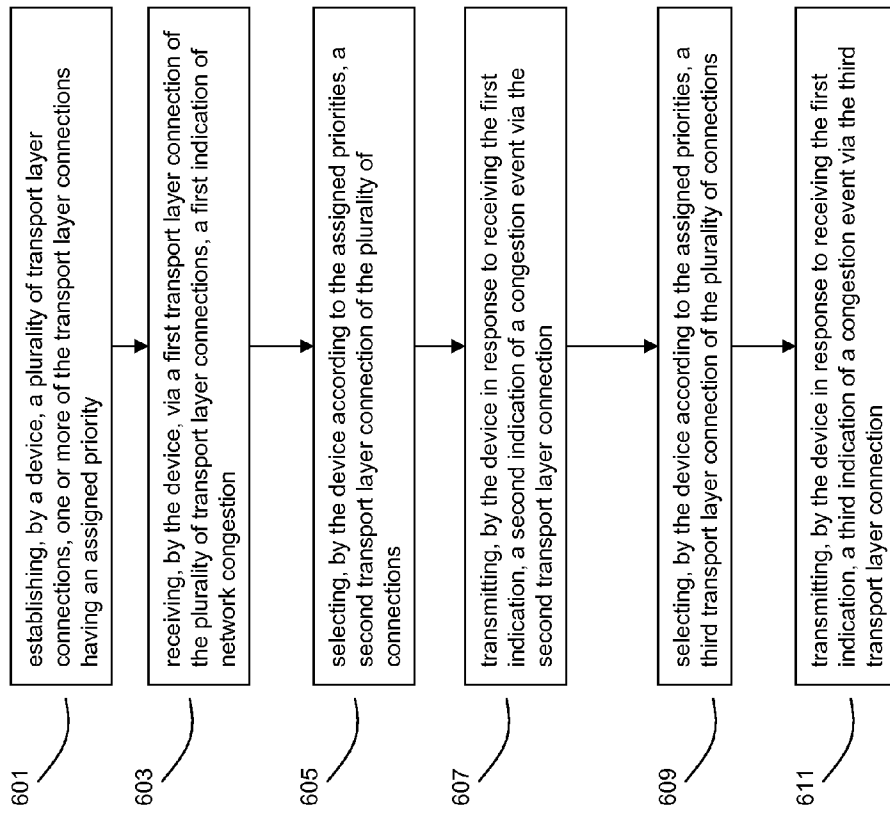 601
establishing, by a device, a plurality of transport layer
connections, one or more of the transport layer connections
having an assigned priority
603
receiving, by the device, via a first transport layer connection of
the plurality of transport layer connections, a first indication of
network congestion
605
selecting, by the device according to the assigned priorities, a
second transport layer connection of the plurality of
connections
607
transmitting, by the device in response to receiving the first
indication, a second indication of a congestion event via the
second transport layer connection
609
selecting, by the device according to the assigned priorities, a
third transport layer connection of the plurality of connections
611
transmitting, by the device in response to receiving the first
indication, a third indication of a congestion event via the third
transport layer connection